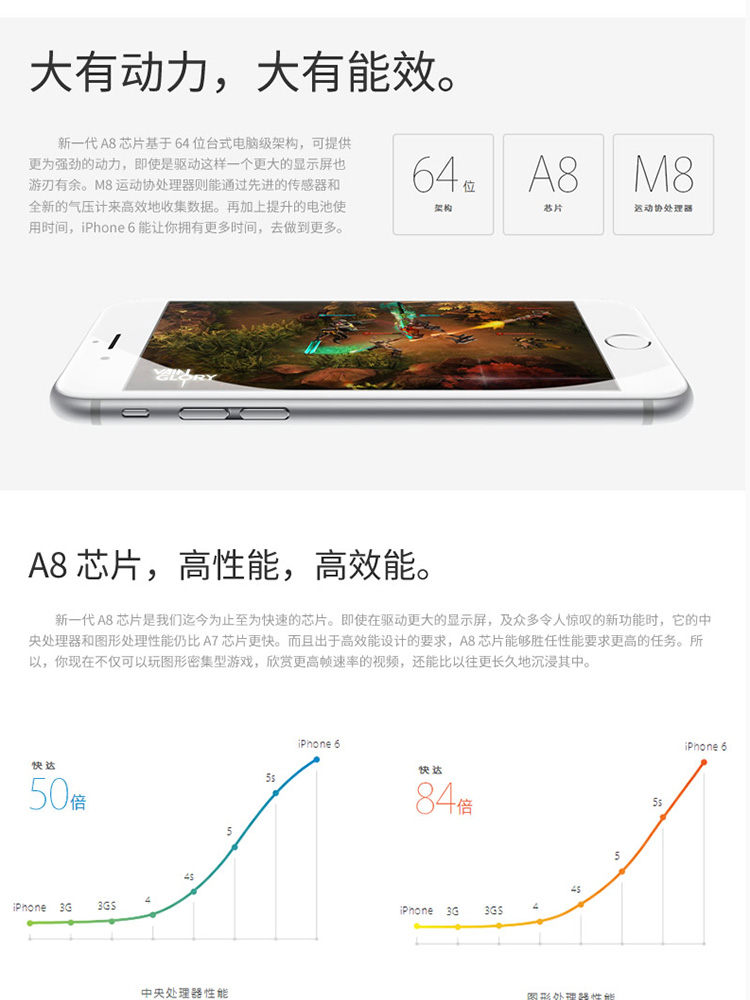 大有动力，大有能效。
新一代 A8 芯片基于 64 位台式电脑级架构，可提供
更为强劲的动力，即使是驱动这样一个更大的显示屏也
游刃有余。M8 运动协处理器则能通过先进的传感器和
全新的气压计来高效地收集数据。再加上提升的电池使
用时间，iPhone 6 能让你拥有更多时间，去做到更多。
64位
架构
A8
芯片
M8
运动协处理器
VAIN
GLORY
A8 芯片，高性能，高效能。
新一代 A8 芯片是我们迄今为止至为快速的芯片。即使在驱动更大的显示屏，及众多令人惊叹的新功能时，它的中
央处理器和图形处理性能仍比 A7 芯片更快。而且出于高效能设计的要求，A8 芯片能够胜任性能要求更高的任务。所
以，你现在不仅可以玩图形密集型游戏，欣赏更高帧速率的视频，还能比以往更长久地沉浸其中。
快达
50倍
iPhone
3G
3GS
4
4s
5
5s
iPhone 6
中央处理器性能
快达
84倍
iPhone
3G
3GS
4
4s
5
5s
iPhone 6
图形处理器性能